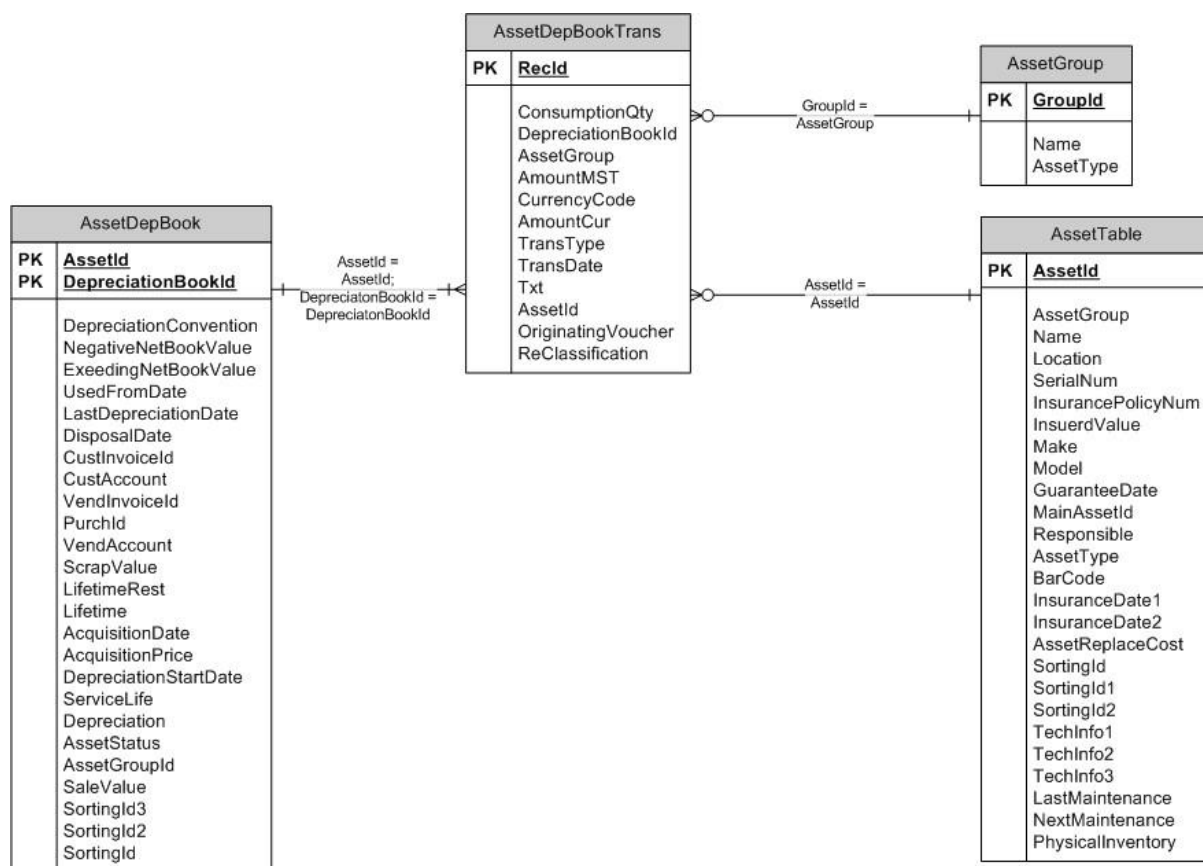 AssetDepBookTrans
PK RecId
ConsumptionQty
DepreciationBookId
AssetGroup
AmountMST
CurrencyCode
AmountCur
TransType
TransDate
Txt
AssetId
OriginatingVoucher
ReClassification
GroupId =
AssetGroup
AssetGroup
PK GroupId
Name
AssetType
AssetDepBook
PK AssetId
PK DepreciationBookId
DepreciationConvention
NegativeNetBookValue
ExeedingNetBookValue
UsedFromDate
LastDepreciationDate
DisposalDate
CustInvoiceId
CustAccount
VendInvoiceId
PurchId
VendAccount
ScrapValue
LifetimeRest
Lifetime
AcquisitionDate
AcquisitionPrice
DepreciationStartDate
ServiceLife
Depreciation
AssetStatus
AssetGroupId
SaleValue
SortingId3
SortingId2
SortingId
AssetId =
AssetId;
DepreciatonBookId =
DepreciatonBookId
AssetId =
AssetId
AssetTable
PK AssetId
AssetGroup
Name
Location
SerialNum
InsurancePolicyNum
InsuerdValue
Make
Model
GuaranteeDate
MainAssetId
Responsible
AssetType
BarCode
InsuranceDate1
InsuranceDate2
AssetReplaceCost
SortingId
SortingId1
SortingId2
TechInfo1
TechInfo2
TechInfo3
LastMaintenance
NextMaintenance
PhysicalInventory